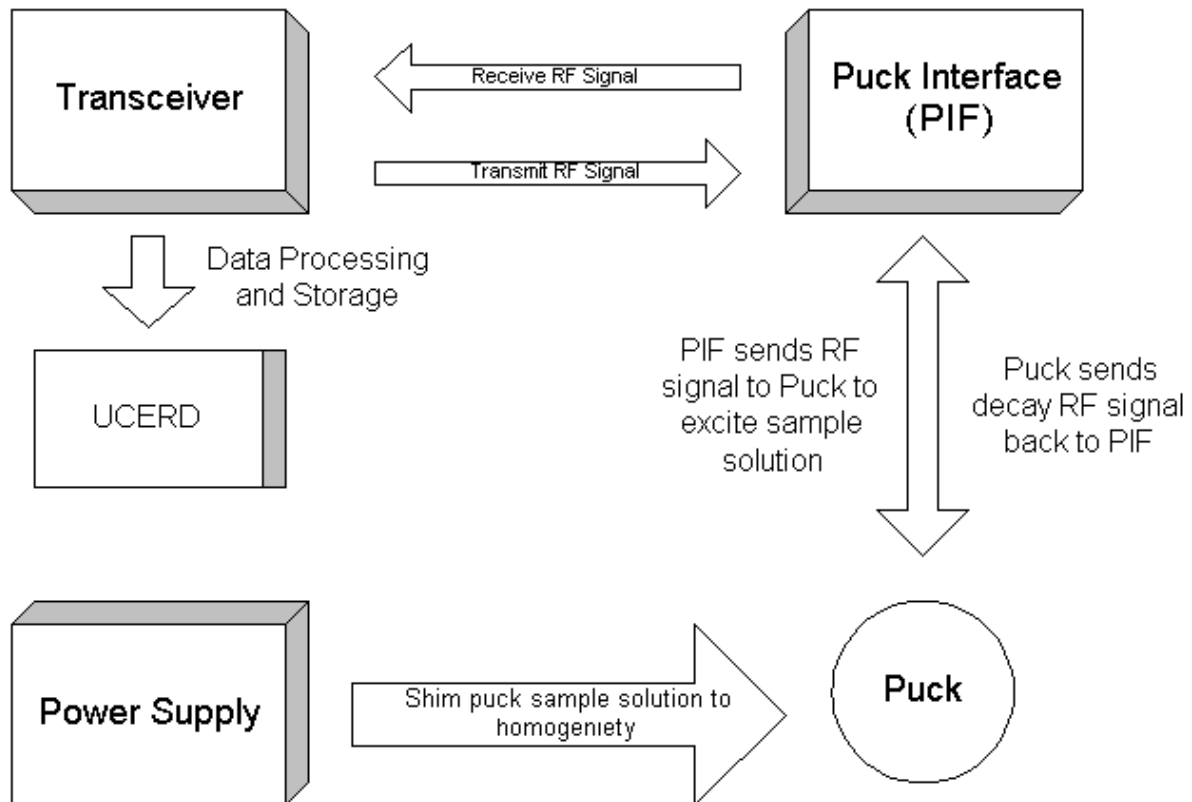 Transceiver
Receive RF Signal
Transmit RF Signal
Puck Interface
(PIF)
Data Processing
and Storage
UCERD
PIF sends RF
signal to Puck to
excite sample
solution
Puck sends
decay RF signal
back to PIF
Power Supply
Shim puck sample solution to
homogeniety
Puck